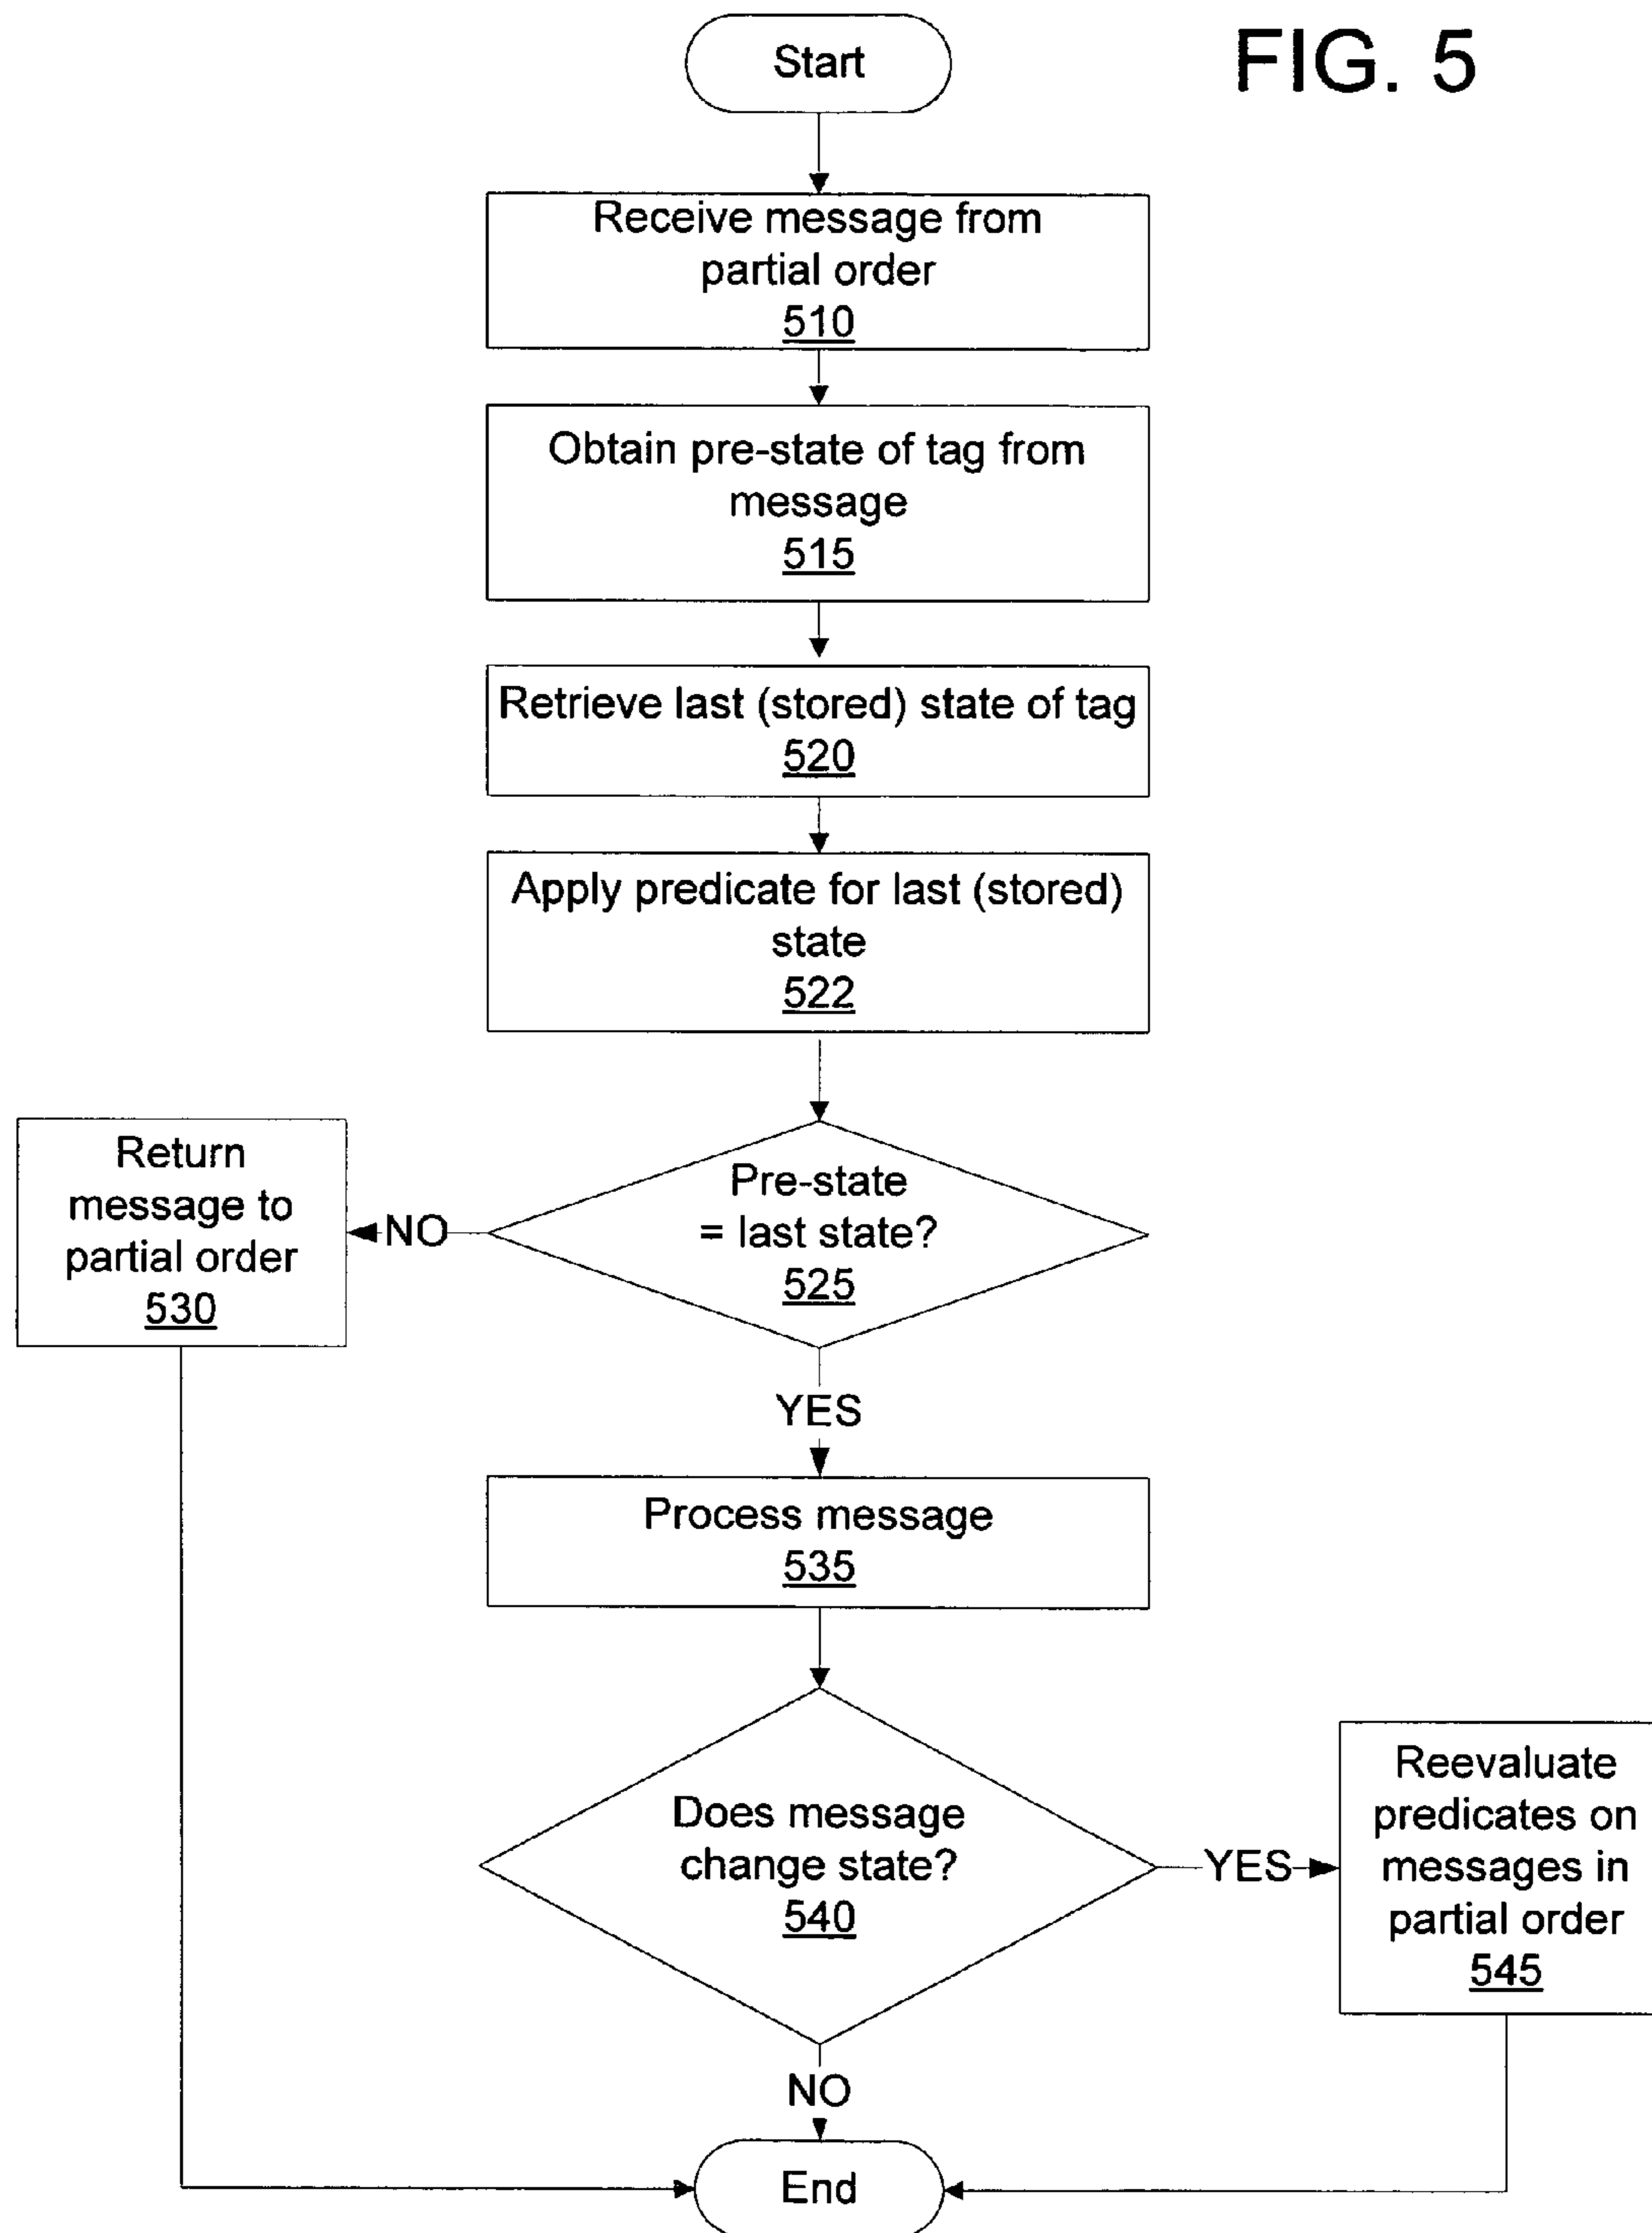 Start
FIG. 5
Receive message from
partial order
510
Obtain pre-state of tag from
message
515
Retrieve last (stored) state of tag
520
Apply predicate for last (stored)
state
522
Pre-state
= last state?
525
NO
Return
message to
partial order
530
YES
Process message
535
Does message
change state?
540
YES
Reevaluate
predicates on
messages in
partial order
545
NO
End